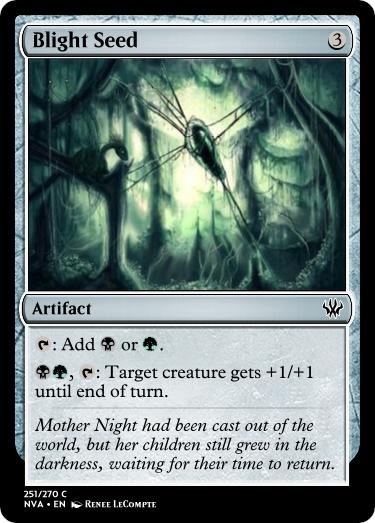 Blight Seed 3
Artifact
: Add or .
, : Target creature gets +1/+1
until end of turn.
Mother Night had been cast out of the
world, but her children still grew in the
darkness, waiting for their time to return.
251/270 C
NVA • EN Renee LeCompte